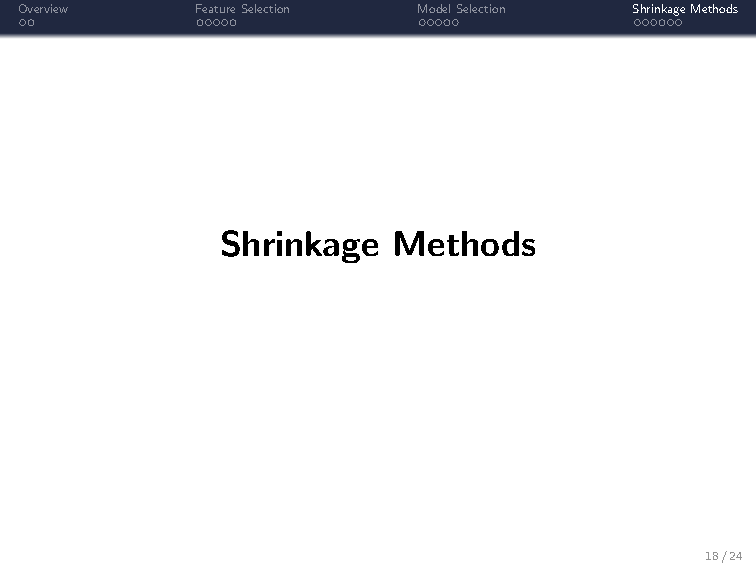 Overview Feature Selection Model Selection Shrinkage Methods
Shrinkage Methods
18 / 24